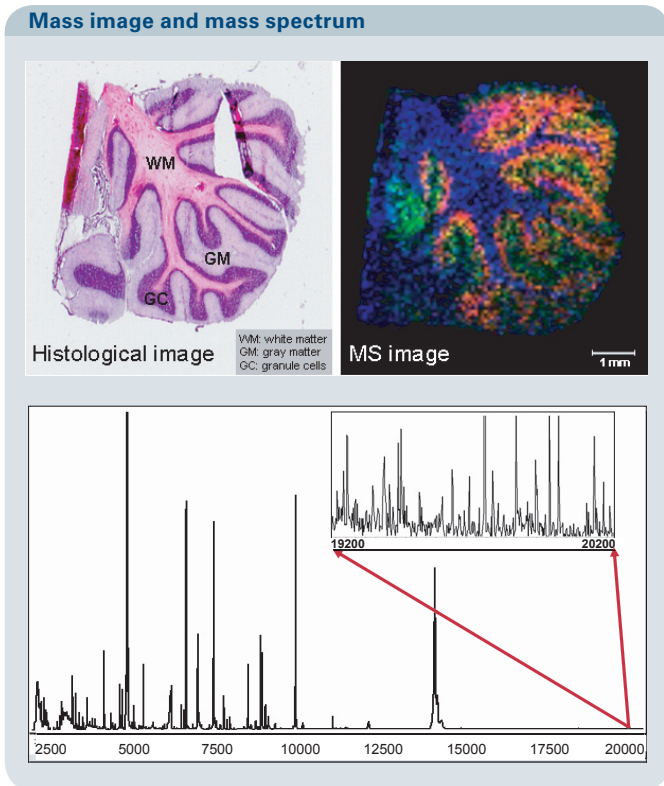 Mass image and mass spectrum
WM
GM
GC
WM: white matter
GM: gray matter
GC: granule cells
Histological image
MS image
1 mm
19200 20200
2500 5000 7500 10000 12500 15000 17500 20000